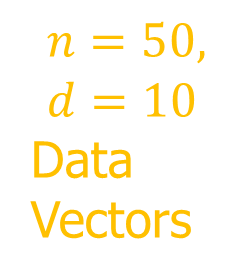 n = 50,
d = 10
Data
Vectors